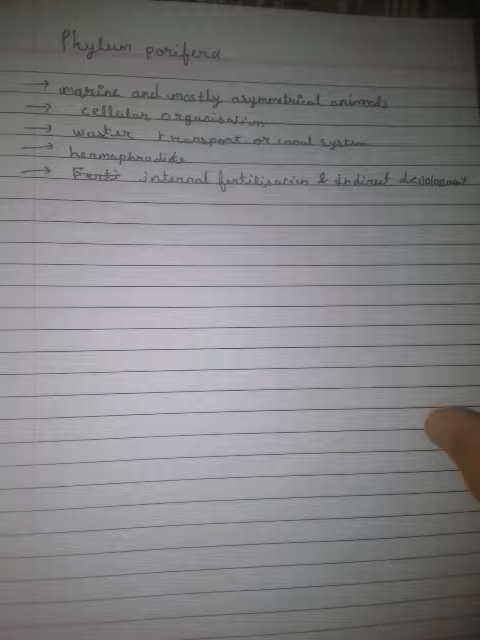 Phylum porifera
→ marine and mostly asymmetrical animals
→ cellular organisation
→ water transport or canal system
→ hermaphrodite
→ Ferti internal fertilisation & indirect development